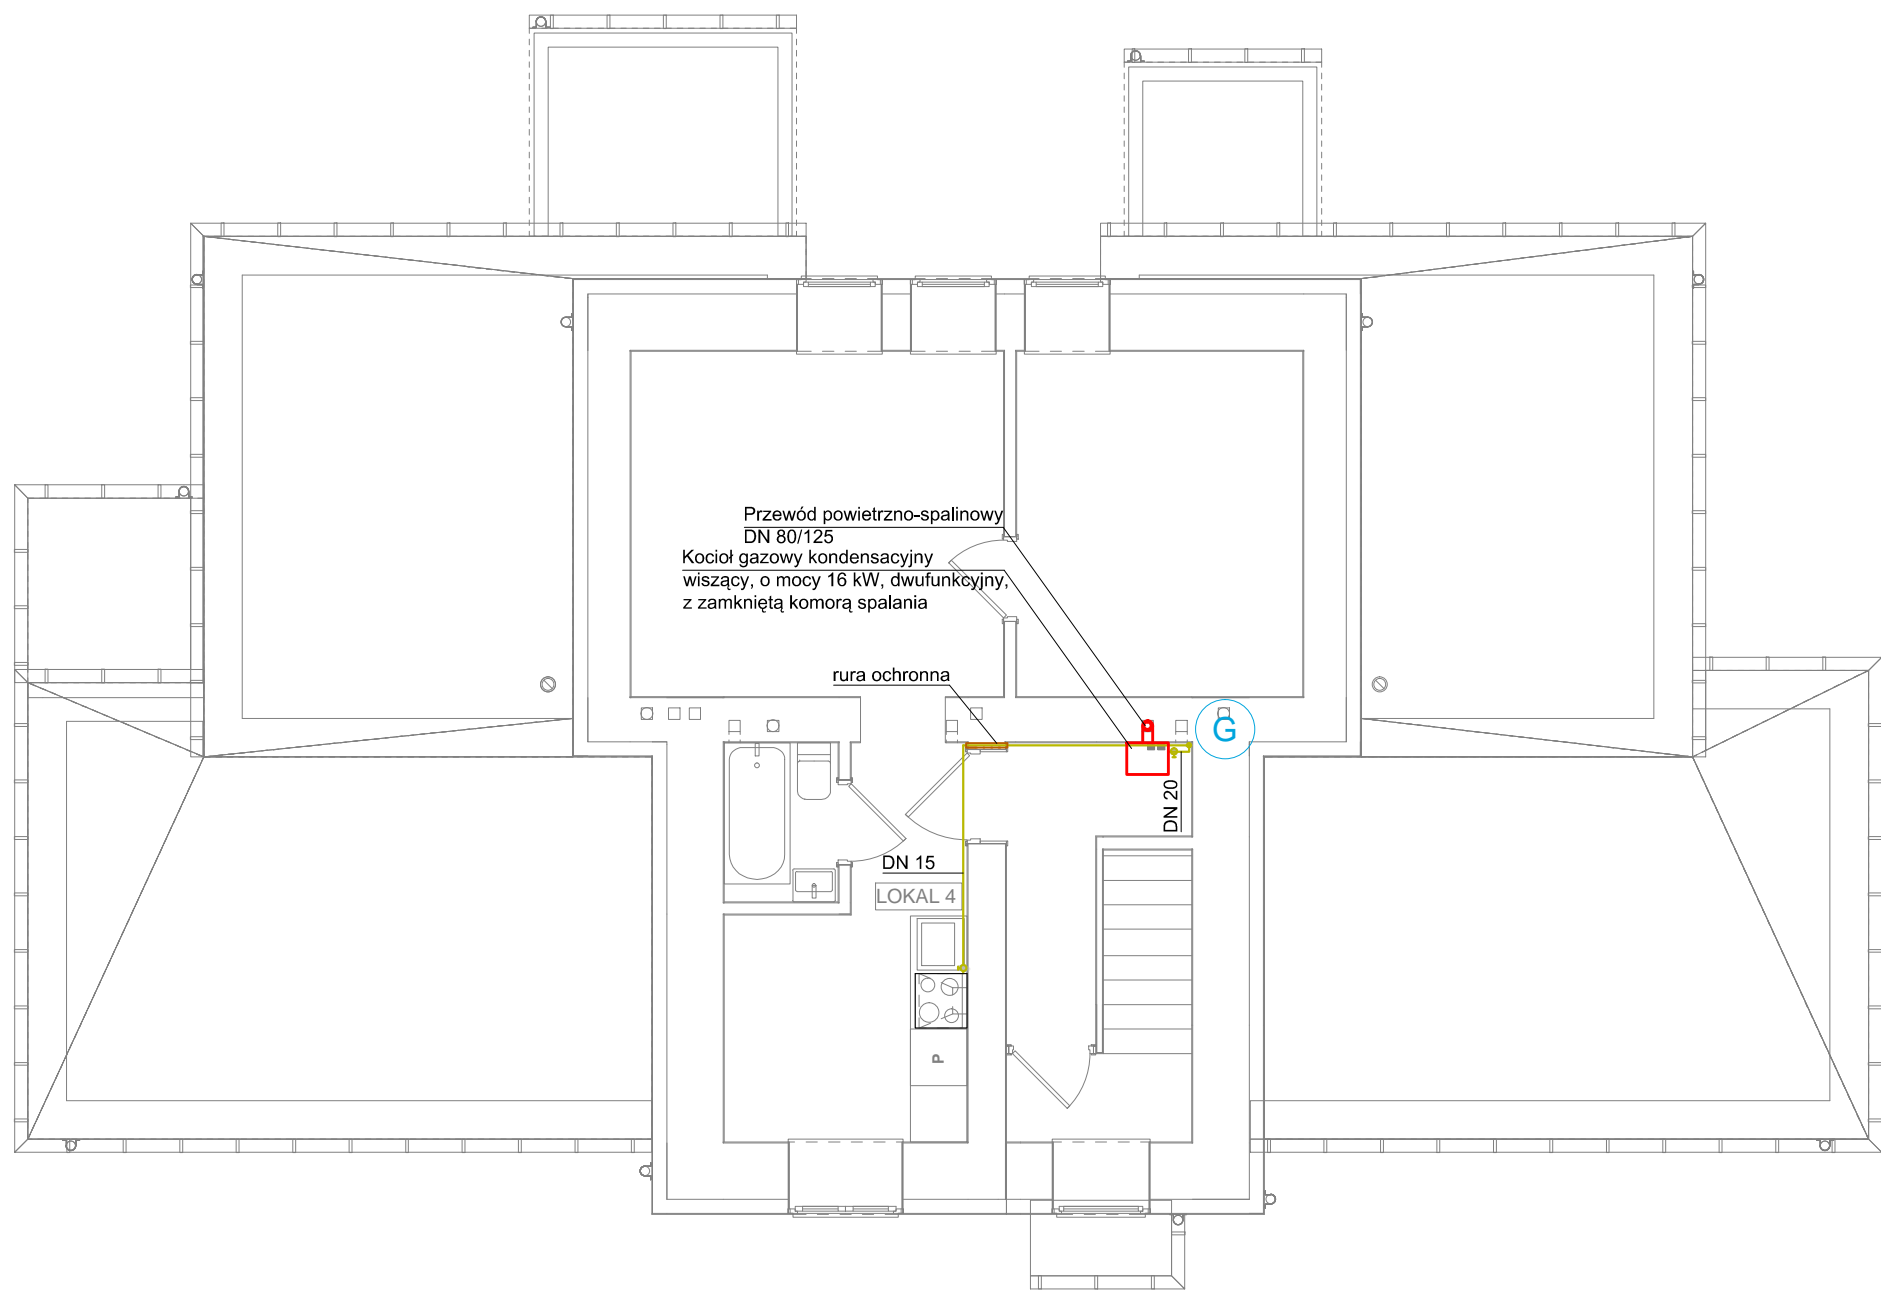 Przewód powietrzno-spalinowy
DN 80/125
Kocioł gazowy kondensacyjny
wiszący, o mocy 16 kW, dwufunkcyjny,
z zamkniętą komorą spalania
rura ochronna
G
DN 20
DN 15
LOKAL 4
P